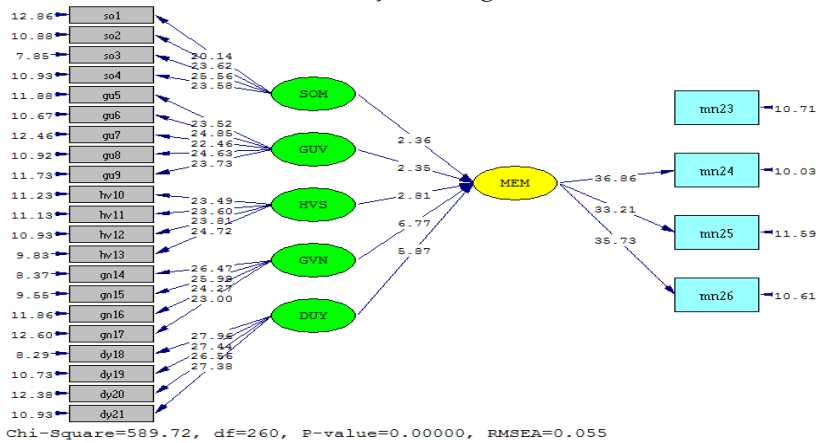 12.86 so1
10.88 so2
7.85 so3
10.93 so4
11.88 gu5
10.67 gu6
12.46 gu7
10.92 gu8
11.73 gu9
11.23 hv10
11.13 hv11
10.93 hv12
9.83 hv13
8.37 gn14
9.55 gn15
11.86 gn16
12.60 gn17
8.29 dy18
10.73 dy19
12.38 dy20
10.93 dy21
20.14
23.62
25.56
23.58
23.52
24.85
22.46
24.63
23.73
23.49
23.60
23.81
24.72
26.47
25.98
24.27
23.00
27.96
27.44
26.56
27.38
SOM
GUV
HVS
GVN
DUY
2.36
2.35
2.81
6.77
5.87
MEM
36.86
33.21
35.73
mn23 10.71
mn24 10.03
mn25 11.59
mn26 10.61
Chi-Square=589.72, df=260, P-value=0.00000, RMSEA=0.055